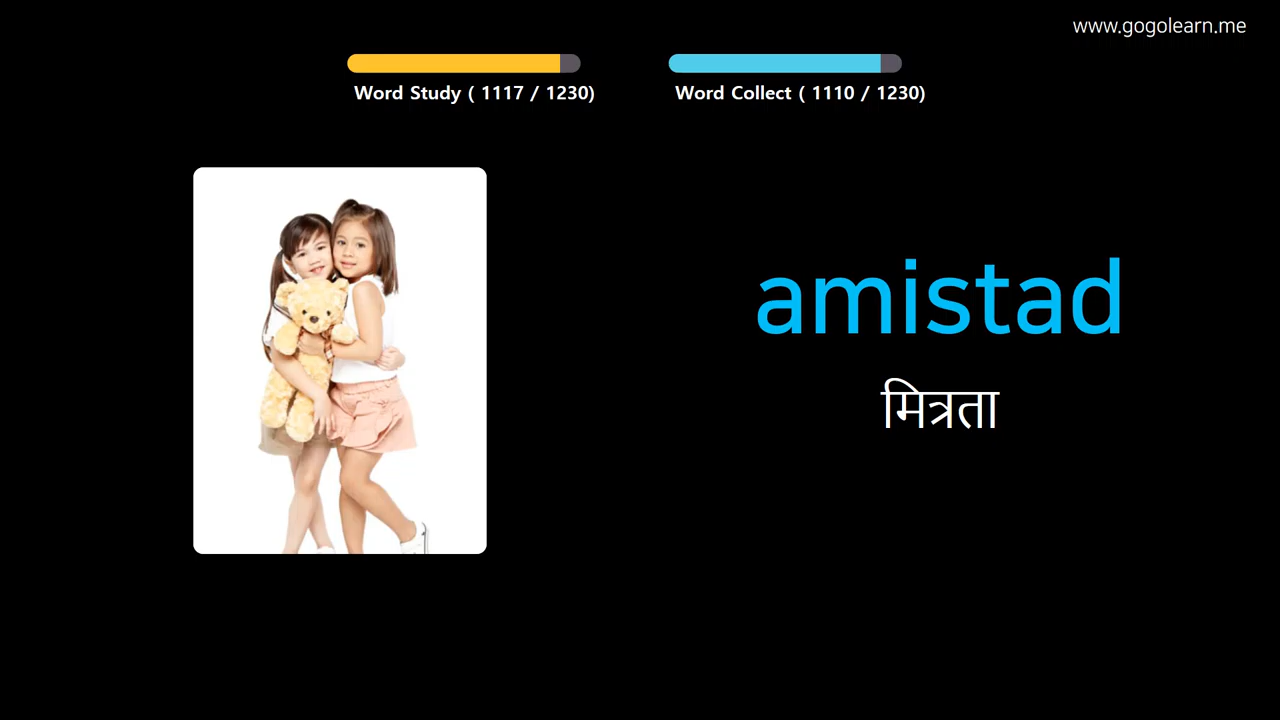 www.gogolearn.me
Word Study ( 1117 / 1230)
Word Collect ( 1110 / 1230)
amistad
मित्रता